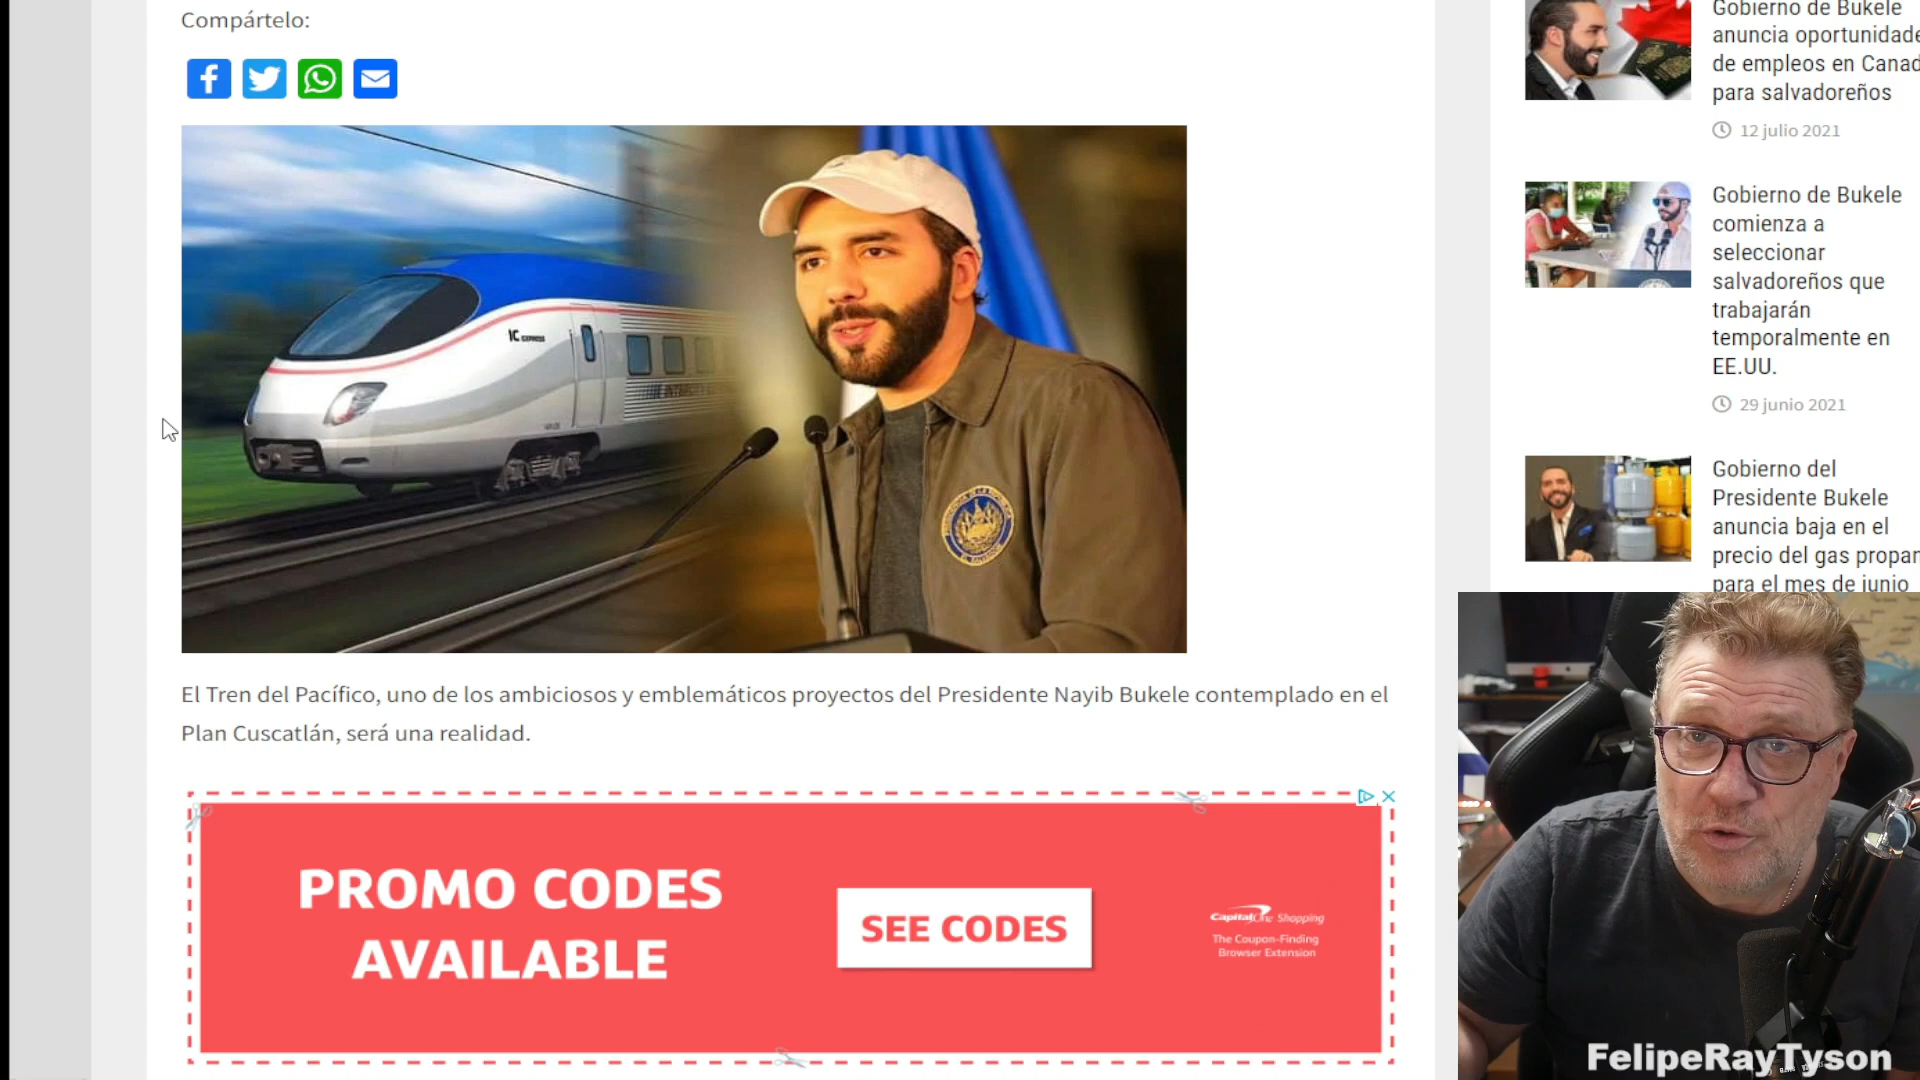 Compártelo:
IC EXPRESS
El Tren del Pacífico, uno de los ambiciosos y emblemáticos proyectos del Presidente Nayib Bukele contemplado en el
Plan Cuscatlán, será una realidad.
PROMO CODES
AVAILABLE
SEE CODES
CapitalOne Shopping
The Coupon-Finding
Browser Extension
Gobierno de Bukele
anuncia oportunidade
de empleos en Canad
para salvadoreños
12 julio 2021
Gobierno de Bukele
comienza a
seleccionar
salvadoreños que
trabajarán
temporalmente en
EE.UU.
29 junio 2021
Gobierno del
Presidente Bukele
anuncia baja en el
precio del gas propan
para el mes de junio
FelipeRayTyson